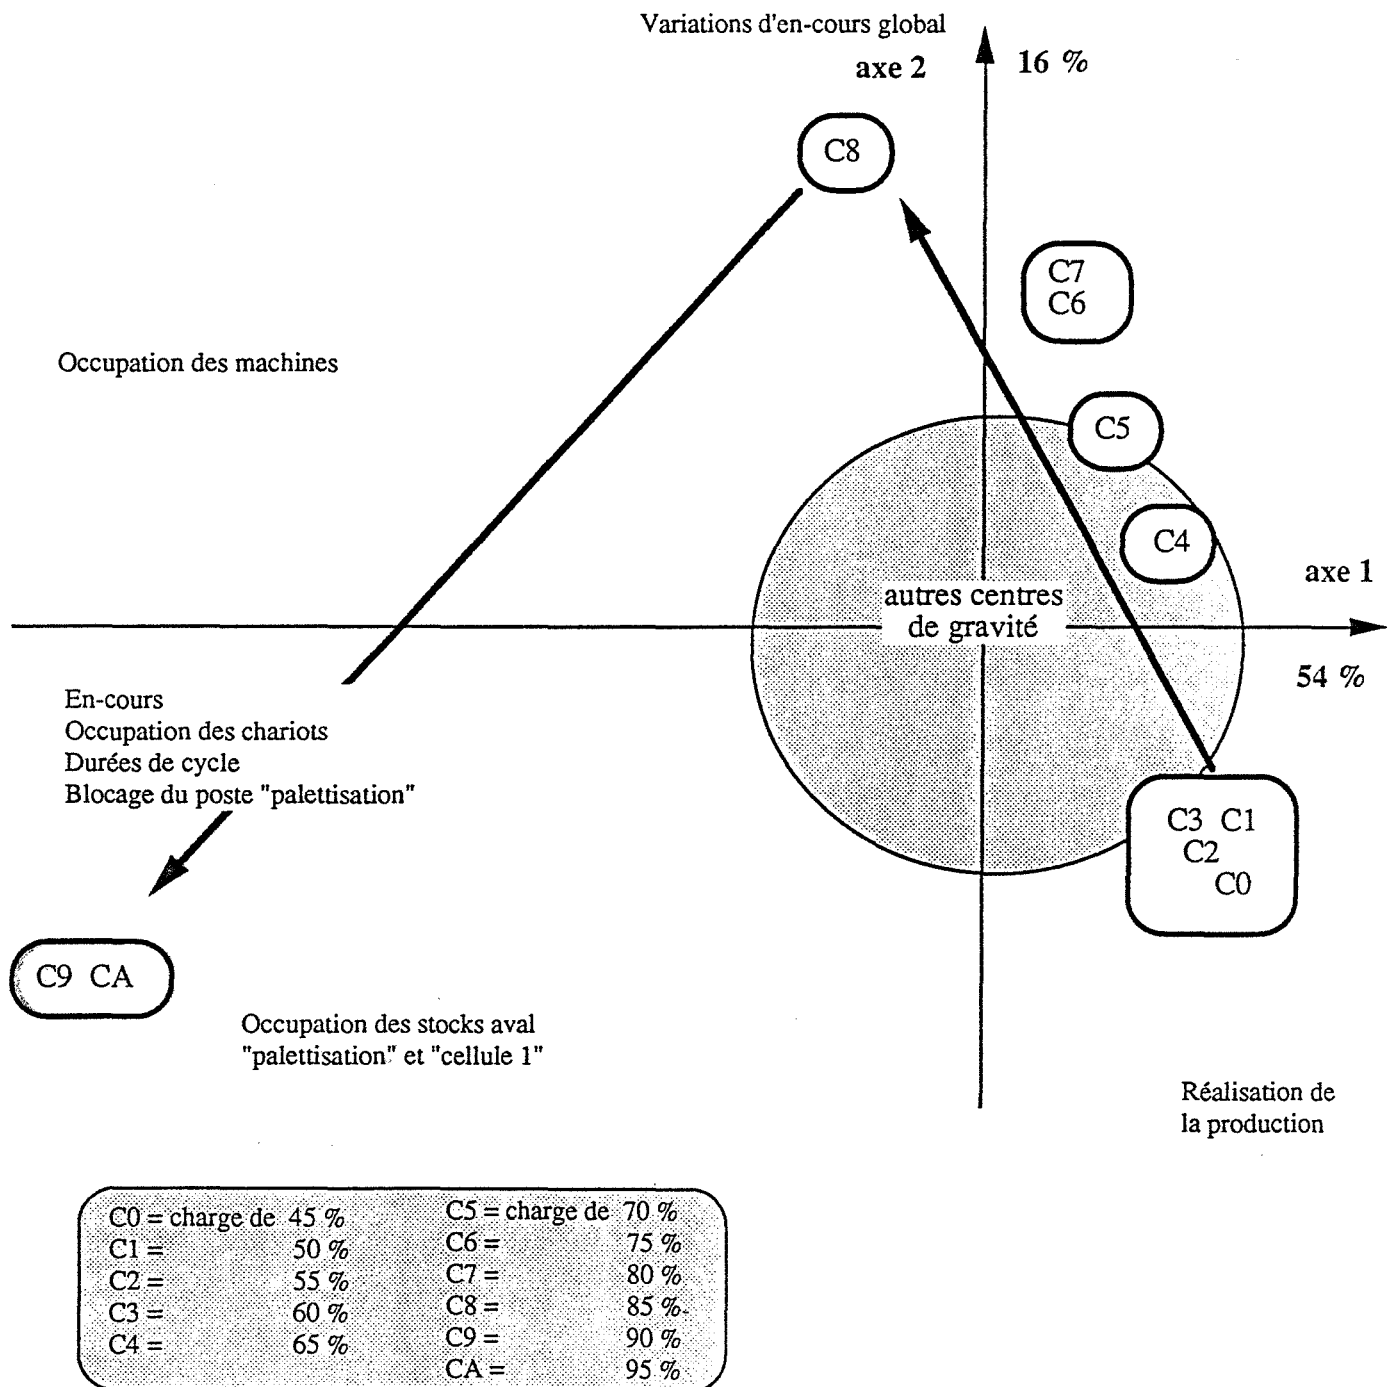 Variations d'en-cours global
axe 2
16 %
C8
C7
C6
Occupation des machines
C5
C4
axe 1
autres centres
de gravité
54 %
En-cours
Occupation des chariots
Durées de cycle
Blocage du poste "palettisation"
C3 C1
C2
C0
C9 CA
Occupation des stocks aval
"palettisation" et "cellule 1"
Réalisation de
la production
C0 = charge de 45 %
C1 = 50 %
C2 = 55 %
C3 = 60 %
C4 = 65 %
C5 = charge de 70 %
C6 = 75 %
C7 = 80 %
C8 = 85 %
C9 = 90 %
CA = 95 %